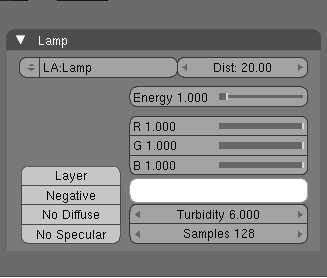 Lamp
LA:Lamp Dist: 20.00
Energy 1.000
R 1.000
G 1.000
B 1.000
Layer
Negative
No Diffuse
No Specular
Turbidity 6.000
Samples 128